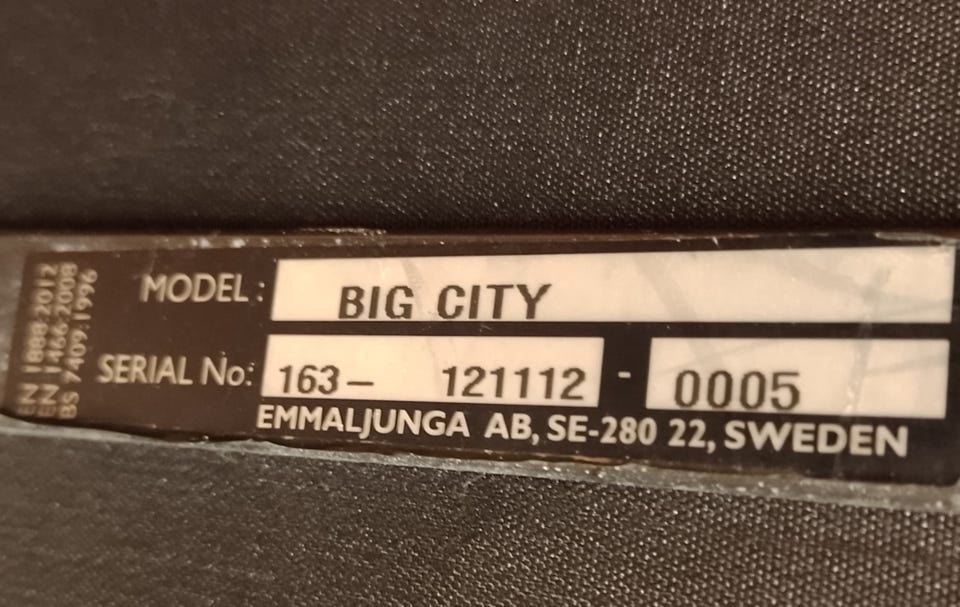 EN 1888:2012
EN 1466:2008
BS 7409:1996
MODEL: BIG CITY
SERIAL No: 163- 121112 - 0005
EMMALJUNGA AB, SE-280 22, SWEDEN